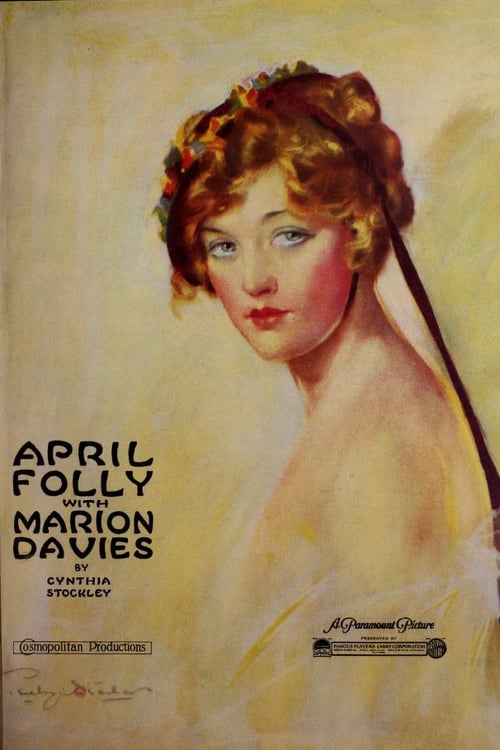 APRIL
FOLLY
WITH
MARION
DAVIES
BY
CYNTHIA
STOCKLEY
Cosmopolitan Productions
A Paramount Picture
PRESENTED BY
FAMOUS PLAYERS-LASKY CORPORATION